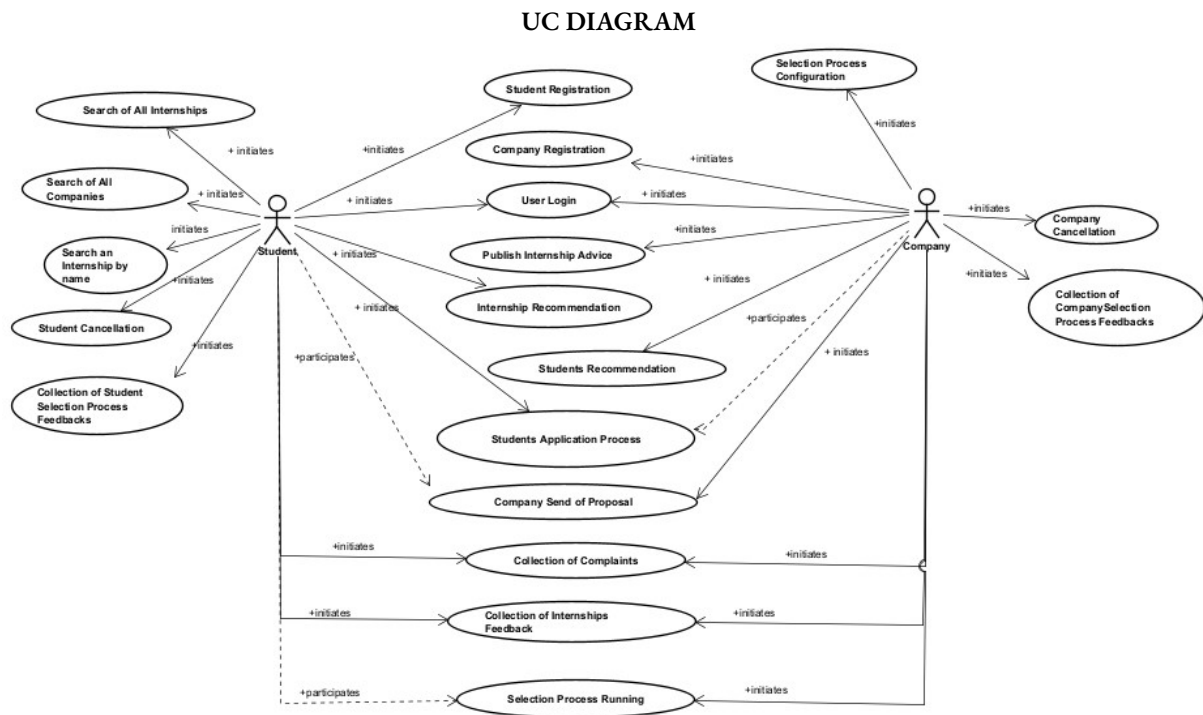 UC DIAGRAM
Selection Process
Configuration
Student Registration
Search of All Internships
+initiates
+ initiates
+initiates
Company Registration
+initiates
Search of All
Companies
+ initiates
User Login
+ initiates
+ initiates
initiates
Student
Company
+initiates
Company
Cancellation
Search an
Internship by
name
Publish Internship Advice
+initiates
+initiates
+initiates
+initiates
+ initiates
Internship Recommendation
+ initiates
Collection of
CompanySelection
Process Feedbacks
Student Cancellation
+initiates
+participates
+participates
+ initiates
Students Recommendation
Collection of Student
Selection Process
Feedbacks
Students Application Process
Company Send of Proposal
+initiates
Collection of Complaints
+initiates
+initiates
Collection of Internships
Feedback
+initiates
+participates
Selection Process Running
+initiates